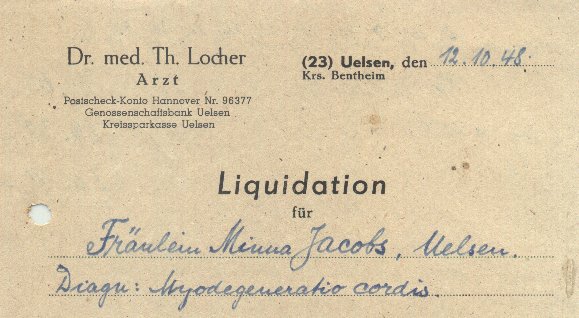 Dr. med. Th. Locher
Arzt
Postscheck-Konto Hannover Nr. 96377
Genossenschaftsbank Uelsen
Kreissparkasse Uelsen
(23) Uelsen, den 12.10.48.
Krs. Bentheim
Liquidation
für
Fräulein Minna Jacobs, Uelsen.
Diagn: Myodegeneratio cordis.